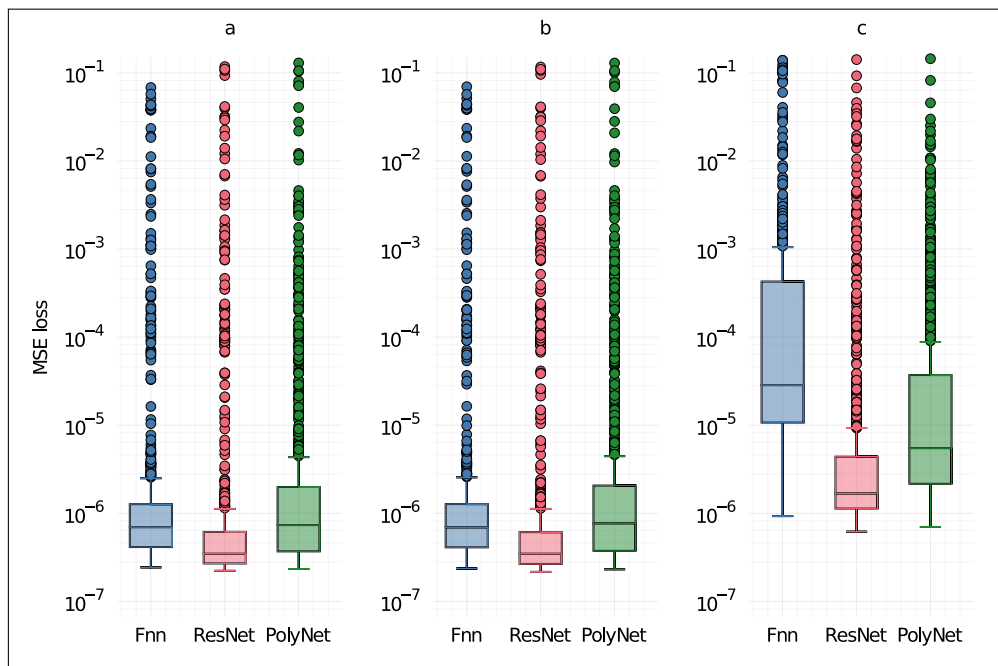 a b c
MSE loss
10⁻¹ 10⁻¹ 10⁻¹
10⁻² 10⁻² 10⁻²
10⁻³ 10⁻³ 10⁻³
10⁻⁴ 10⁻⁴ 10⁻⁴
10⁻⁵ 10⁻⁵ 10⁻⁵
10⁻⁶ 10⁻⁶ 10⁻⁶
10⁻⁷ 10⁻⁷ 10⁻⁷
Fnn ResNet PolyNet Fnn ResNet PolyNet Fnn ResNet PolyNet